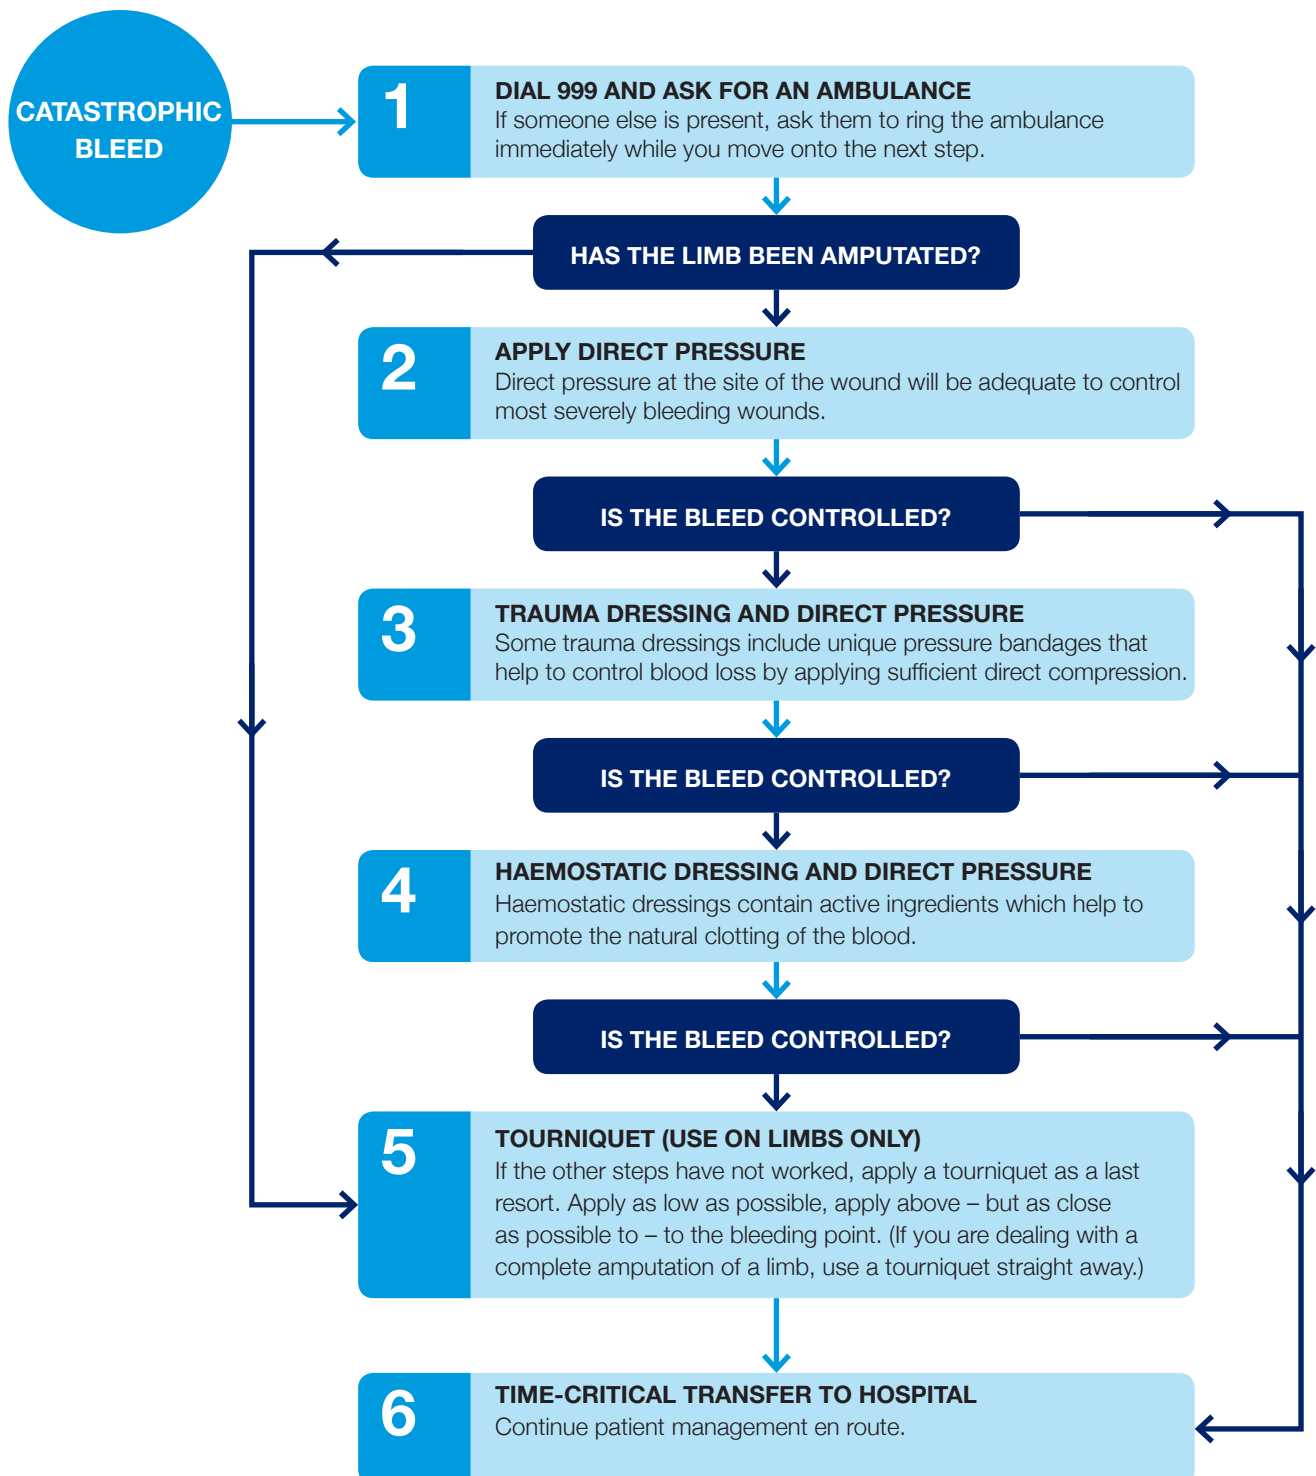 CATASTROPHIC
BLEED
1
DIAL 999 AND ASK FOR AN AMBULANCE
If someone else is present, ask them to ring the ambulance
immediately while you move onto the next step.
HAS THE LIMB BEEN AMPUTATED?
2
APPLY DIRECT PRESSURE
Direct pressure at the site of the wound will be adequate to control
most severely bleeding wounds.
IS THE BLEED CONTROLLED?
3
TRAUMA DRESSING AND DIRECT PRESSURE
Some trauma dressings include unique pressure bandages that
help to control blood loss by applying sufficient direct compression.
IS THE BLEED CONTROLLED?
4
HAEMOSTATIC DRESSING AND DIRECT PRESSURE
Haemostatic dressings contain active ingredients which help to
promote the natural clotting of the blood.
IS THE BLEED CONTROLLED?
5
TOURNIQUET (USE ON LIMBS ONLY)
If the other steps have not worked, apply a tourniquet as a last
resort. Apply as low as possible, apply above – but as close
as possible to – to the bleeding point. (If you are dealing with a
complete amputation of a limb, use a tourniquet straight away.)
6
TIME-CRITICAL TRANSFER TO HOSPITAL
Continue patient management en route.